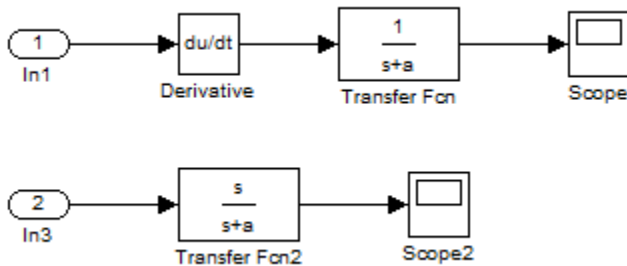 1
In1
du/dt
Derivative
1
s+a
Transfer Fcn
Scope
2
In3
s
s+a
Transfer Fcn2
Scope2